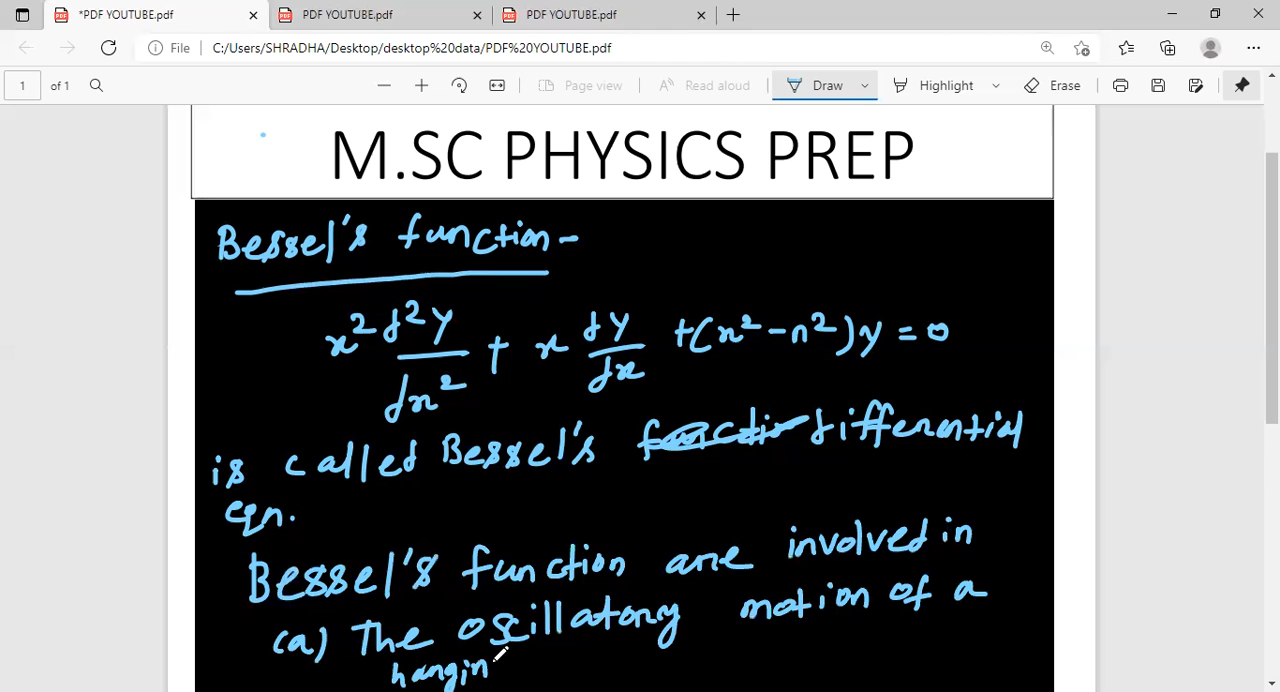 *PDF YOUTUBE.pdf PDF YOUTUBE.pdf PDF YOUTUBE.pdf
File C:/Users/SHRADHA/Desktop/desktop%20data/PDF%20YOUTUBE.pdf
1 of 1 Page view Read aloud Draw Highlight Erase
M.SC PHYSICS PREP
Bessel's function -
x² d²y/dx² + x dy/dx + (x² - n²) y = 0
is called Bessel's differential
eqn.
Bessel's function are involved in
(a) The oscillatory motion of a
hangin